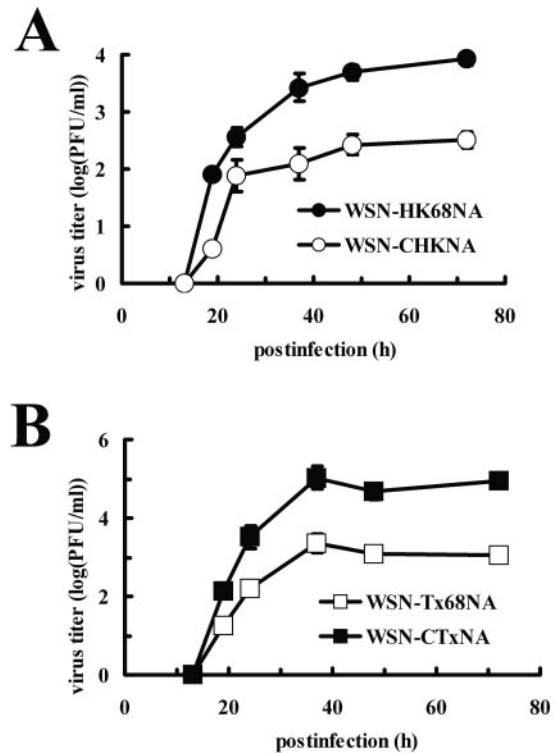 A
virus titer (log(PFU/ml))
4
3
2
1
0
WSN-HK68NA
WSN-CHKNA
0 20 40 60 80
postinfection (h)
B
virus titer (log(PFU/ml))
6
4
2
0
WSN-Tx68NA
WSN-CTxNA
0 20 40 60 80
postinfection (h)